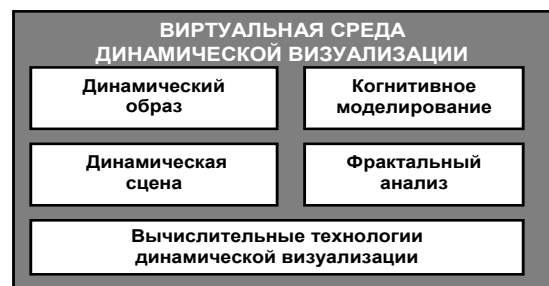 ВИРТУАЛЬНАЯ СРЕДА
ДИНАМИЧЕСКОЙ ВИЗУАЛИЗАЦИИ
Динамический
образ
Когнитивное
моделирование
Динамическая
сцена
Фрактальный
анализ
Вычислительные технологии
динамической визуализации